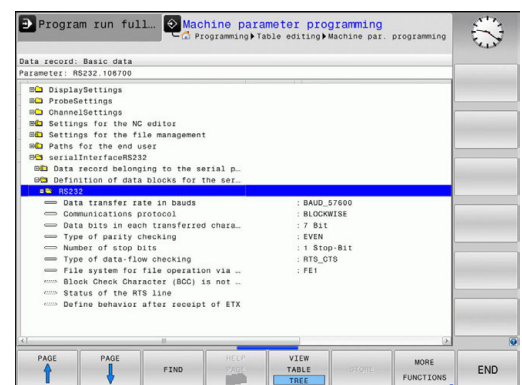 Program run full…
Machine parameter programming
Programming▸Table editing▸Machine par. programming
Data record: Basic data
Parameter: RS232.106700
DisplaySettings
ProbeSettings
ChannelSettings
Settings for the NC editor
Settings for the file management
Paths for the end user
serialInterfaceRS232
Data record belonging to the serial p…
Definition of data blocks for the ser…
RS232
Data transfer rate in bauds : BAUD_57600
Communications protocol : BLOCKWISE
Data bits in each transferred chara… : 7 Bit
Type of parity checking : EVEN
Number of stop bits : 1 Stop-Bit
Type of data-flow checking : RTS_CTS
File system for file operation via … : FE1
Block Check Character (BCC) is not …
Status of the RTS line
Define behavior after receipt of ETX
PAGE
PAGE
FIND
HELP PAGE
VIEW TABLE TREE
STORE
MORE FUNCTIONS
END